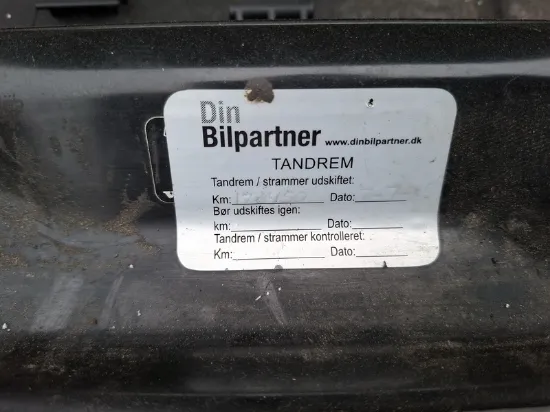 Din
Bilpartner www.dinbilpartner.dk
TANDREM
Tandrem / strammer udskiftet:
Km: Dato:
Bør udskiftes igen:
km: Dato:
Tandrem / strammer kontrolleret:
Km: Dato: